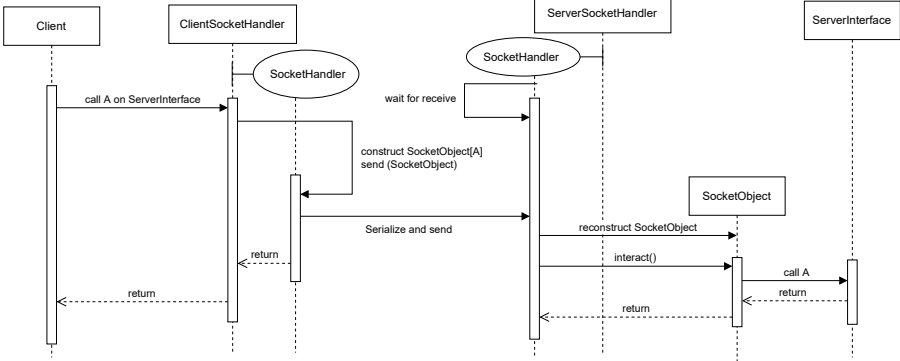 Client
ClientSocketHandler
ServerSocketHandler
ServerInterface
SocketHandler
SocketHandler
wait for receive
call A on ServerInterface
construct SocketObject[A]
send (SocketObject)
SocketObject
Serialize and send
reconstruct SocketObject
return
interact()
call A
return
return
return